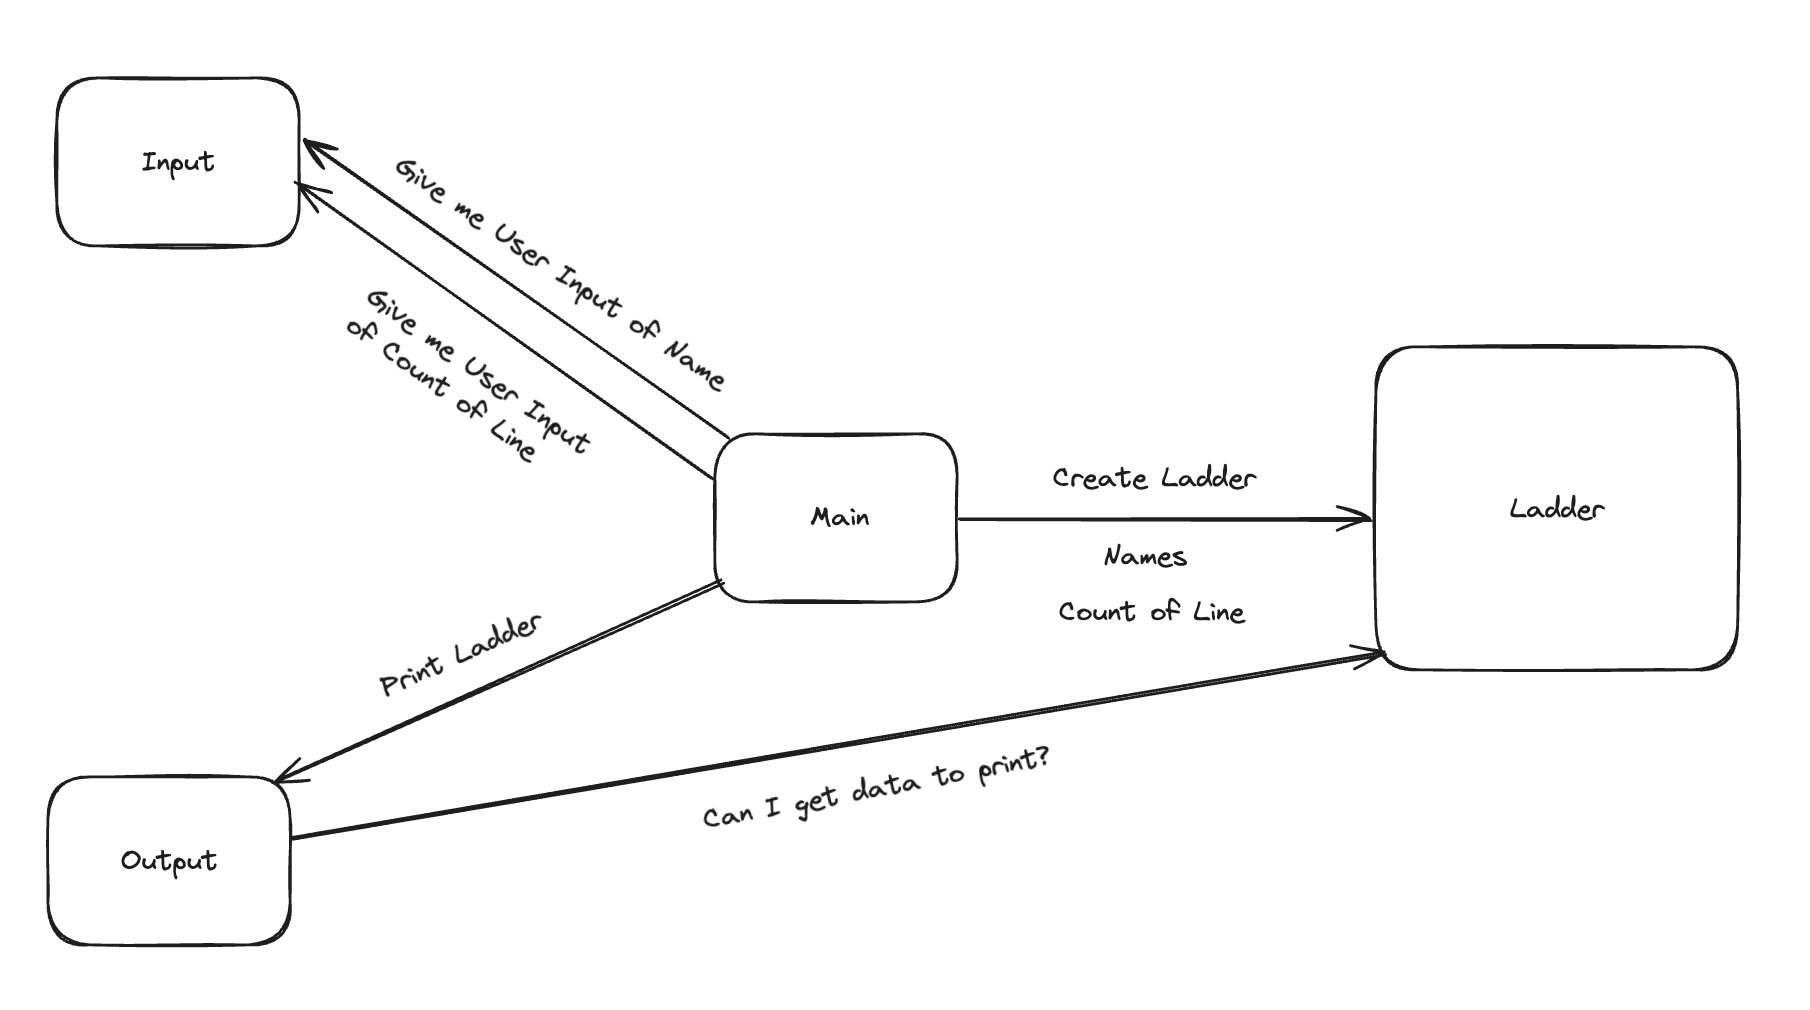 Input
Give me User Input of Name
Give me User Input
of Count of Line
Main
Create Ladder
Names
Count of Line
Ladder
Print Ladder
Can I get data to print?
Output